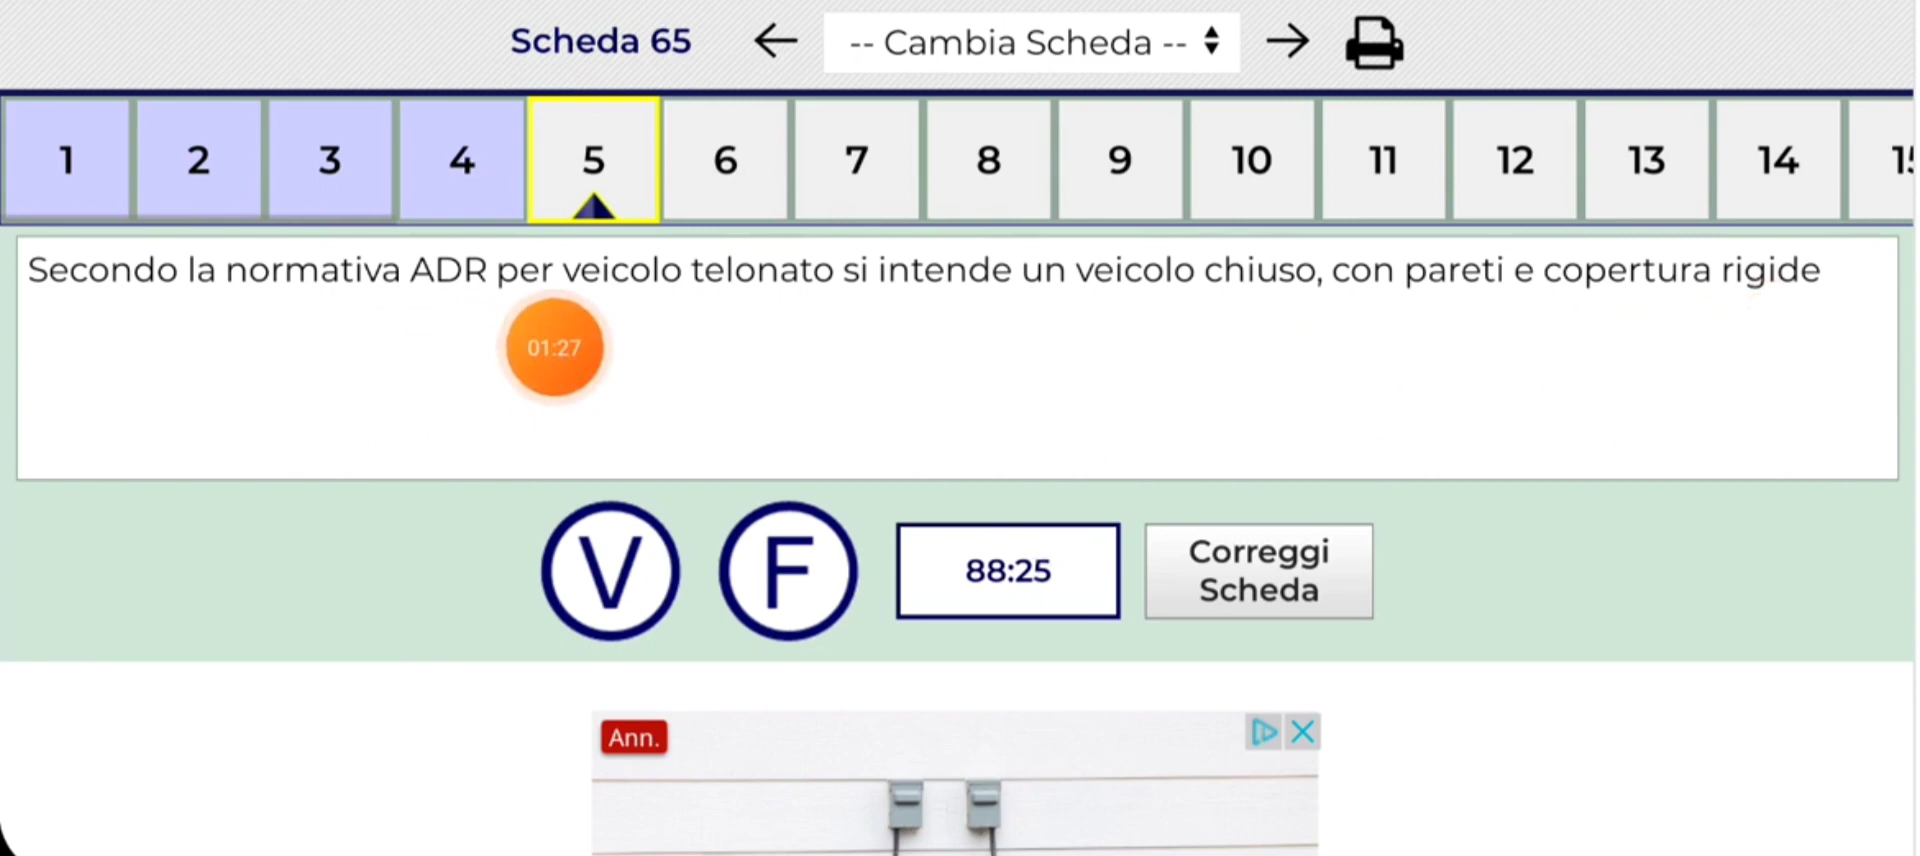 Scheda 65 -- Cambia Scheda --
1 2 3 4 5 6 7 8 9 10 11 12 13 14
Secondo la normativa ADR per veicolo telonato si intende un veicolo chiuso, con pareti e copertura rigide
01:27
V F 88:25 Correggi
Scheda
Ann.